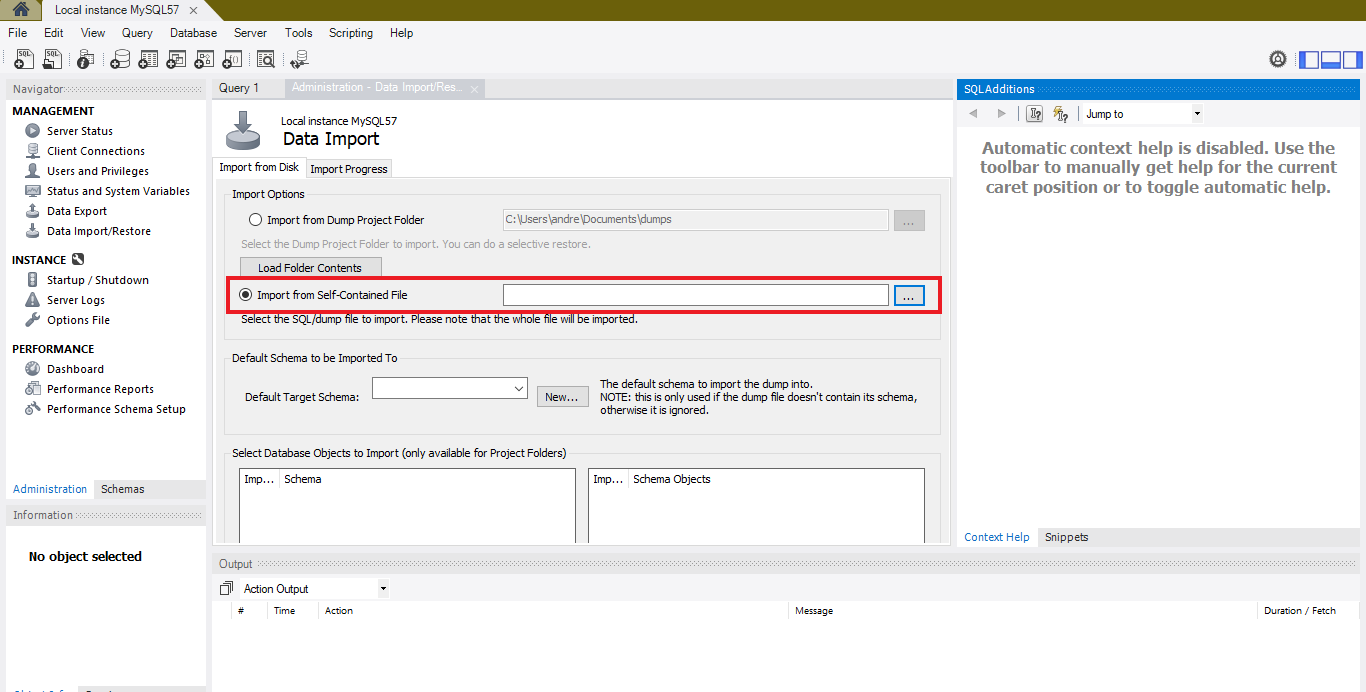 Local instance MySQL57 ×
File Edit View Query Database Server Tools Scripting Help
Navigator
MANAGEMENT
Server Status
Client Connections
Users and Privileges
Status and System Variables
Data Export
Data Import/Restore
INSTANCE
Startup / Shutdown
Server Logs
Options File
PERFORMANCE
Dashboard
Performance Reports
Performance Schema Setup
Administration Schemas
Information
No object selected
Query 1 Administration - Data Import/Res... ×
Local instance MySQL57
Data Import
Import from Disk Import Progress
Import Options
Import from Dump Project Folder C:\Users\andre\Documents\dumps ...
Select the Dump Project Folder to import. You can do a selective restore.
Load Folder Contents
Import from Self-Contained File ...
Select the SQL/dump file to import. Please note that the whole file will be imported.
Default Schema to be Imported To
Default Target Schema: New... The default schema to import the dump into.
NOTE: this is only used if the dump file doesn't contain its schema,
otherwise it is ignored.
Select Database Objects to Import (only available for Project Folders)
Imp... Schema Imp... Schema Objects
Output
Action Output
# Time Action Message Duration / Fetch
SQLAdditions
Jump to
Automatic context help is disabled. Use the
toolbar to manually get help for the current
caret position or to toggle automatic help.
Context Help Snippets